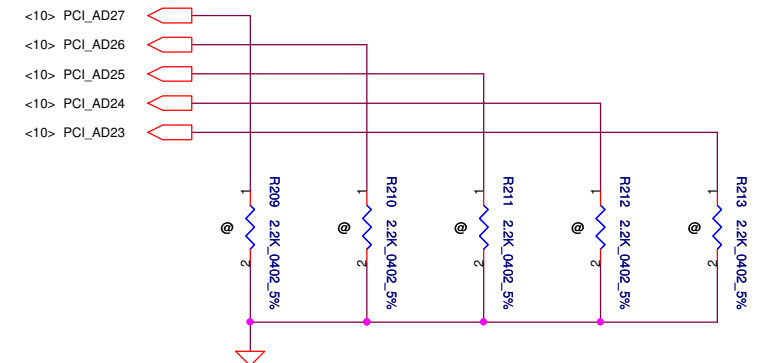 <10> PCI_AD27
<10> PCI_AD26
<10> PCI_AD25
<10> PCI_AD24
<10> PCI_AD23
1
R209 2.2K_0402_5%
@
2
1
R210 2.2K_0402_5%
@
2
1
R211 2.2K_0402_5%
@
2
1
R212 2.2K_0402_5%
@
2
1
R213 2.2K_0402_5%
@
2